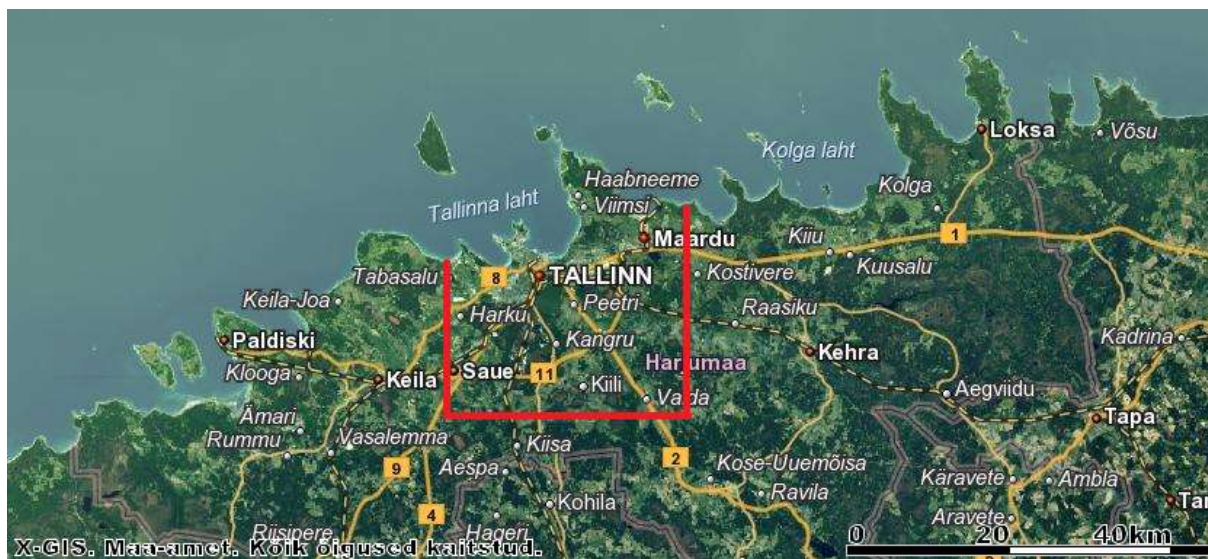 Loksa
Võsu
Kolga laht
Haabneeme
Kolga
Viimsi
Tallinna laht
Maardu
1
Kiiu
Kuusalu
Tabasalu
8
TALLINN
Kostivere
Keila-Joa
Peetri
Harku
Raasiku
Paldiski
Kangru
Kadrina
Kehra
Klooga
Keila
Saue
11
Kiili
Aegviidu
Ämari
Tapa
Rummu
Vasalemma
Kiisa
9
Aespa
2
Kose-Uuemõisa
Käravete
Ambla
Ravila
Kohila
4
Hageri
Aravete
Riisipere
0 20 40km
X-GIS. Maa-amet. Kõik õigused kaitstud.